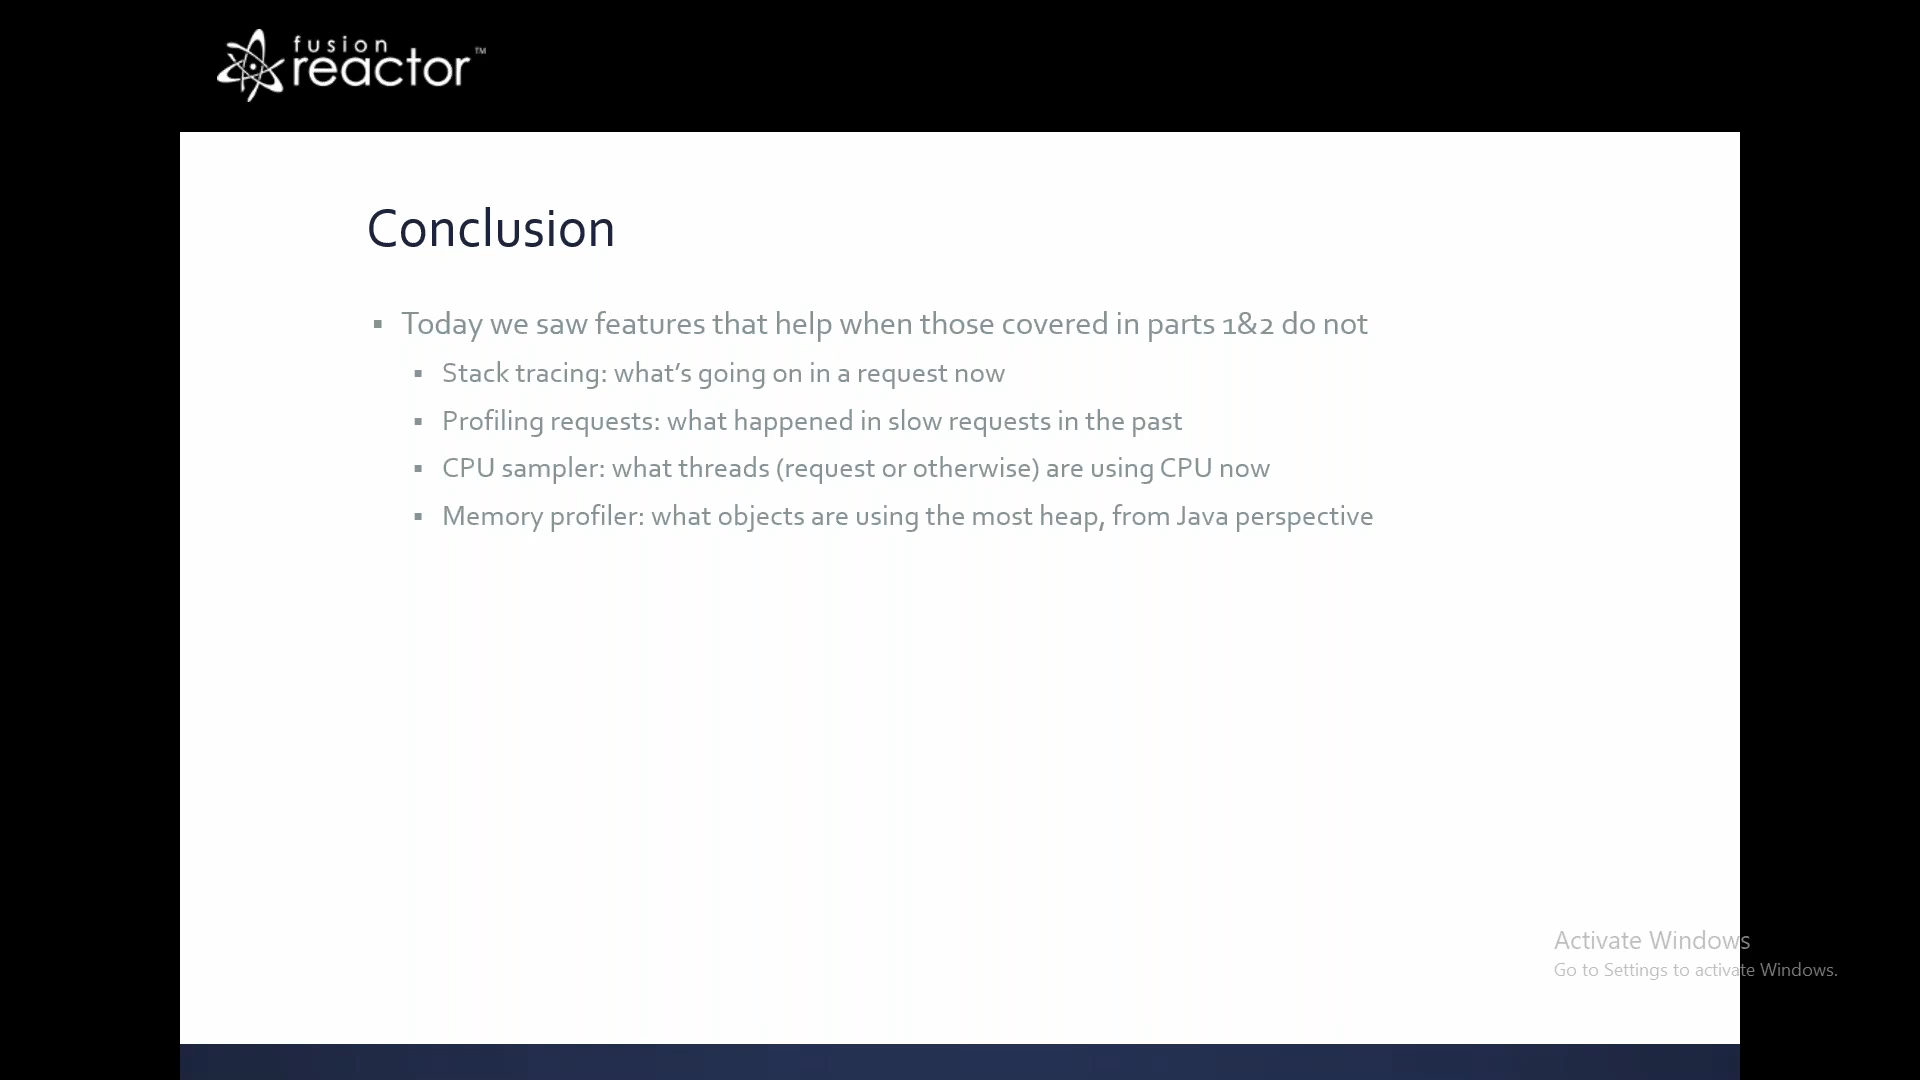 fusion
reactor™
Conclusion
▪ Today we saw features that help when those covered in parts 1&2 do not
▪ Stack tracing: what’s going on in a request now
▪ Profiling requests: what happened in slow requests in the past
▪ CPU sampler: what threads (request or otherwise) are using CPU now
▪ Memory profiler: what objects are using the most heap, from Java perspective
Activate Windows
Go to Settings to activate Windows.